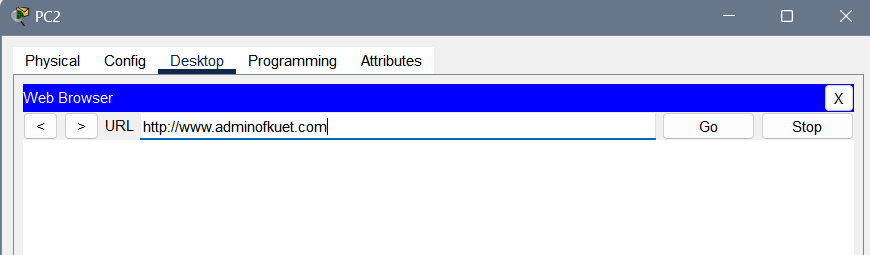 PC2
Physical Config Desktop Programming Attributes
Web Browser X
< > URL http://www.adminofkuet.com Go Stop